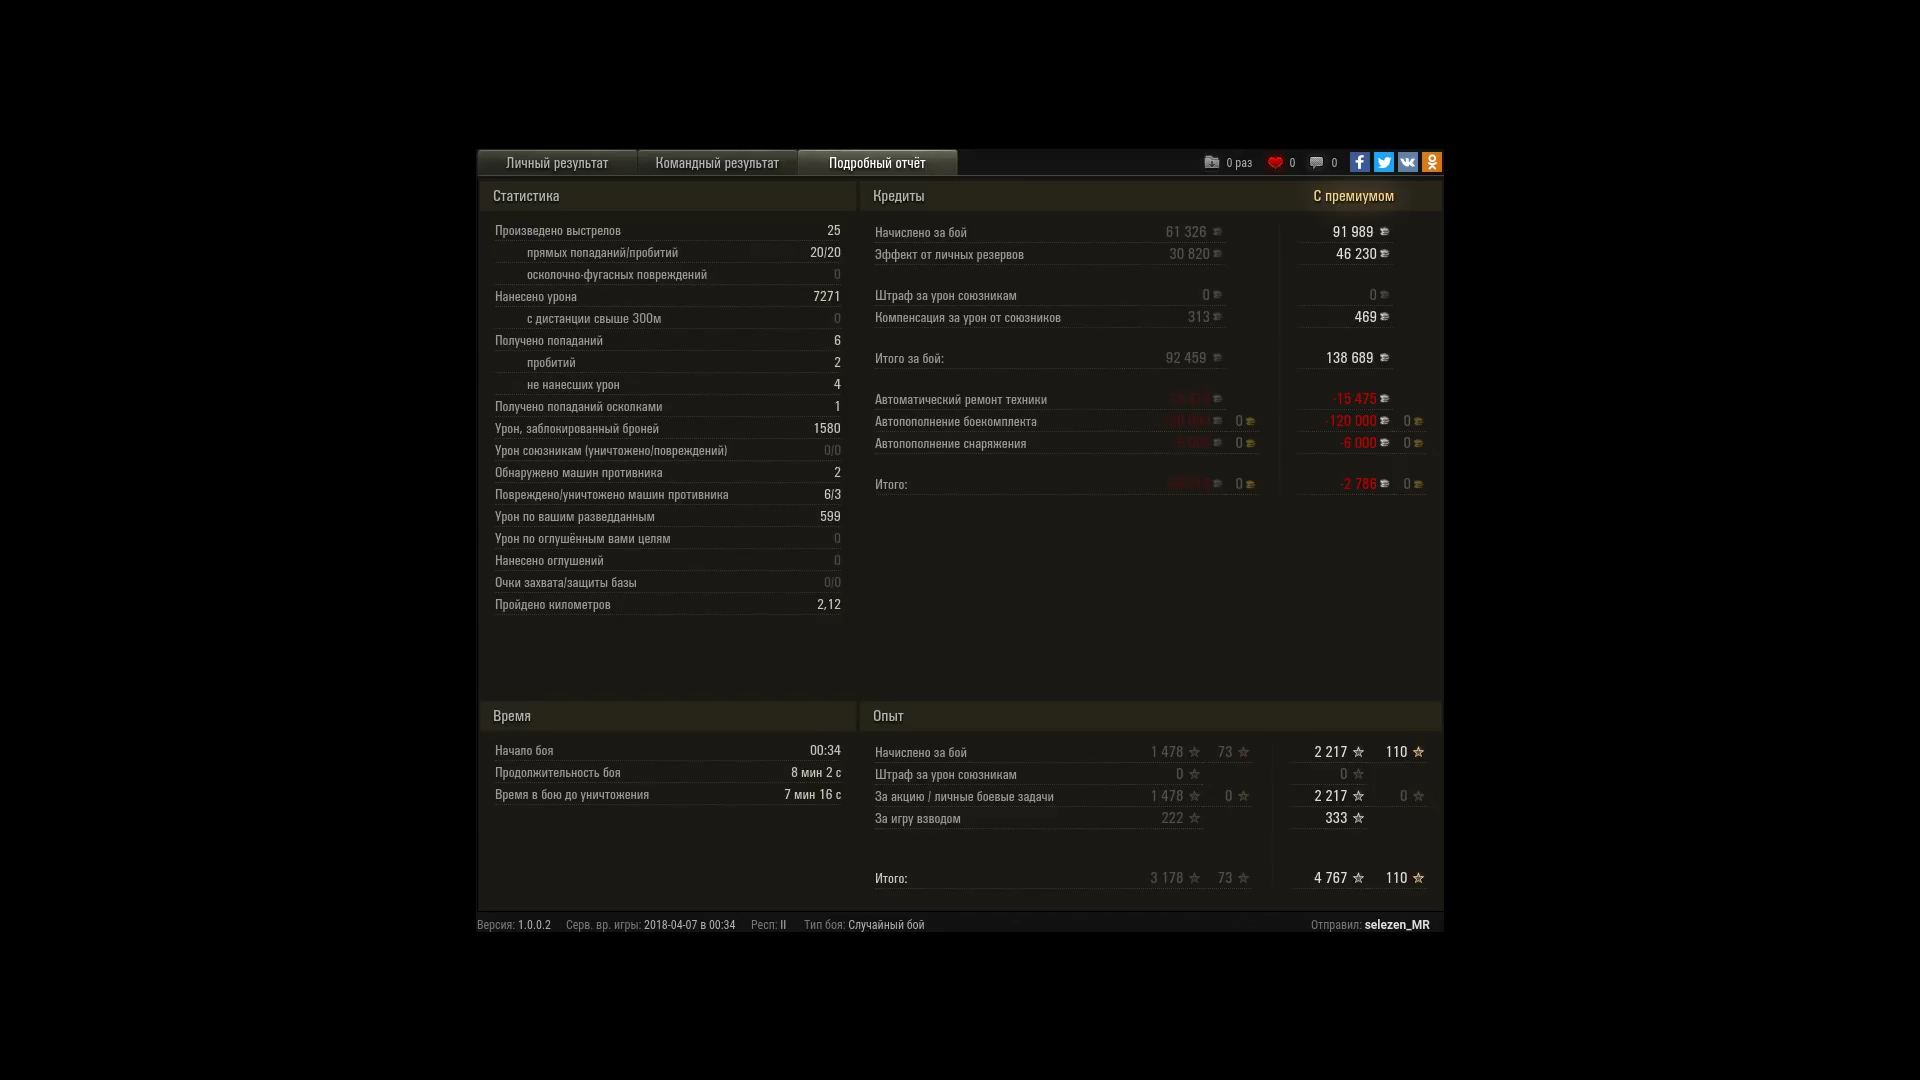 Личный результат Командный результат Подробный отчёт 0 раз 0 0
Статистика
Произведено выстрелов 25
прямых попаданий/пробитий 20/20
осколочно-фугасных повреждений 0
Нанесено урона 7271
с дистанции свыше 300м 0
Получено попаданий 6
пробитий 2
не нанесших урон 4
Получено попаданий осколками 1
Урон, заблокированный броней 1580
Урон союзникам (уничтожено/повреждений) 0/0
Обнаружено машин противника 2
Повреждено/уничтожено машин противника 6/3
Урон по вашим разведданным 599
Урон по оглушённым вами целям 0
Нанесено оглушений 0
Очки захвата/защиты базы 0/0
Пройдено километров 2,12
Кредиты С премиумом
Начислено за бой 61 326 91 989
Эффект от личных резервов 30 820 46 230
Штраф за урон союзникам 0 0
Компенсация за урон от союзников 313 469
Итого за бой: 92 459 138 689
Автоматический ремонт техники -15 475
Автопополнение боекомплекта 0 -120 000 0
Автопополнение снаряжения 0 -6 000 0
Итого: 0 -2 786 0
Время
Начало боя 00:34
Продолжительность боя 8 мин 2 с
Время в бою до уничтожения 7 мин 16 с
Опыт
Начислено за бой 1 478 73 2 217 110
Штраф за урон союзникам 0 0
За акцию / личные боевые задачи 1 478 0 2 217 0
За игру взводом 222 333
Итого: 3 178 73 4 767 110
Версия: 1.0.0.2 Серв. вр. игры: 2018-04-07 в 00:34 Респ: II Тип боя: Случайный бой Отправил: selezen_MR